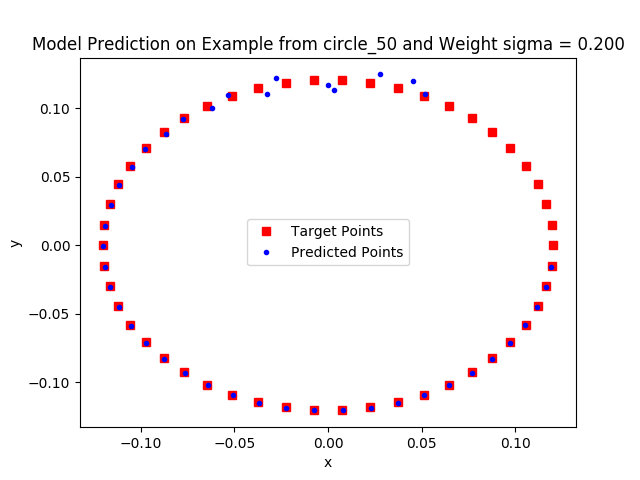 Model Prediction on Example from circle_50 and Weight sigma = 0.200
0.10
0.05
0.00
−0.05
−0.10
y
Target Points
Predicted Points
−0.10
−0.05
0.00
0.05
0.10
x